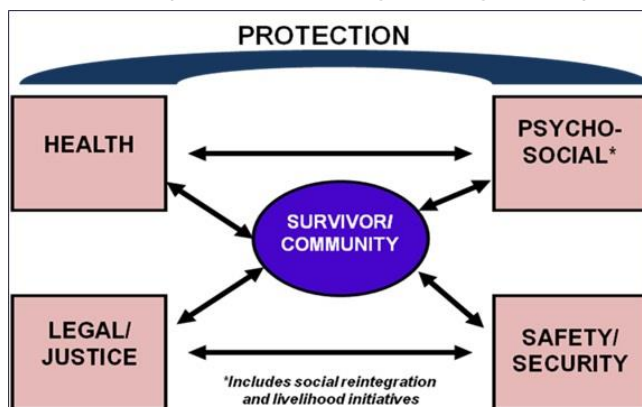 PROTECTION
HEALTH
PSYCHO-
SOCIAL*
SURVIVOR/
COMMUNITY
LEGAL/
JUSTICE
SAFETY/
SECURITY
*Includes social reintegration
and livelihood initiatives